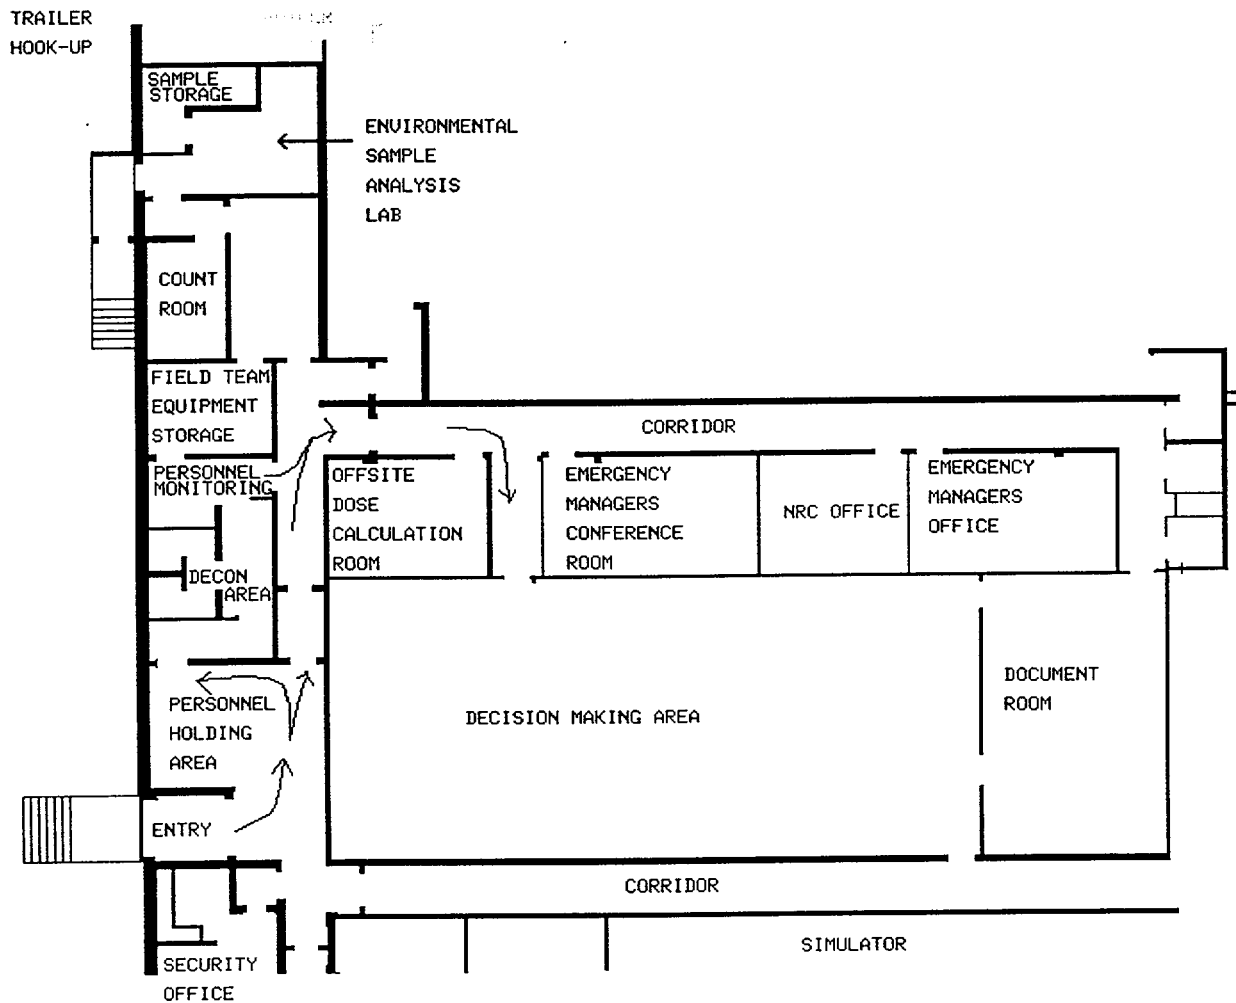 TRAILER
HOOK-UP
SAMPLE
STORAGE
ENVIRONMENTAL
SAMPLE
ANALYSIS
LAB
COUNT
ROOM
FIELD TEAM
EQUIPMENT
STORAGE
CORRIDOR
PERSONNEL
MONITORING
OFFSITE
DOSE
CALCULATION
ROOM
EMERGENCY
MANAGERS
CONFERENCE
ROOM
NRC OFFICE
EMERGENCY
MANAGERS
OFFICE
DECON
AREA
PERSONNEL
HOLDING
AREA
DECISION MAKING AREA
DOCUMENT
ROOM
ENTRY
CORRIDOR
SIMULATOR
SECURITY
OFFICE